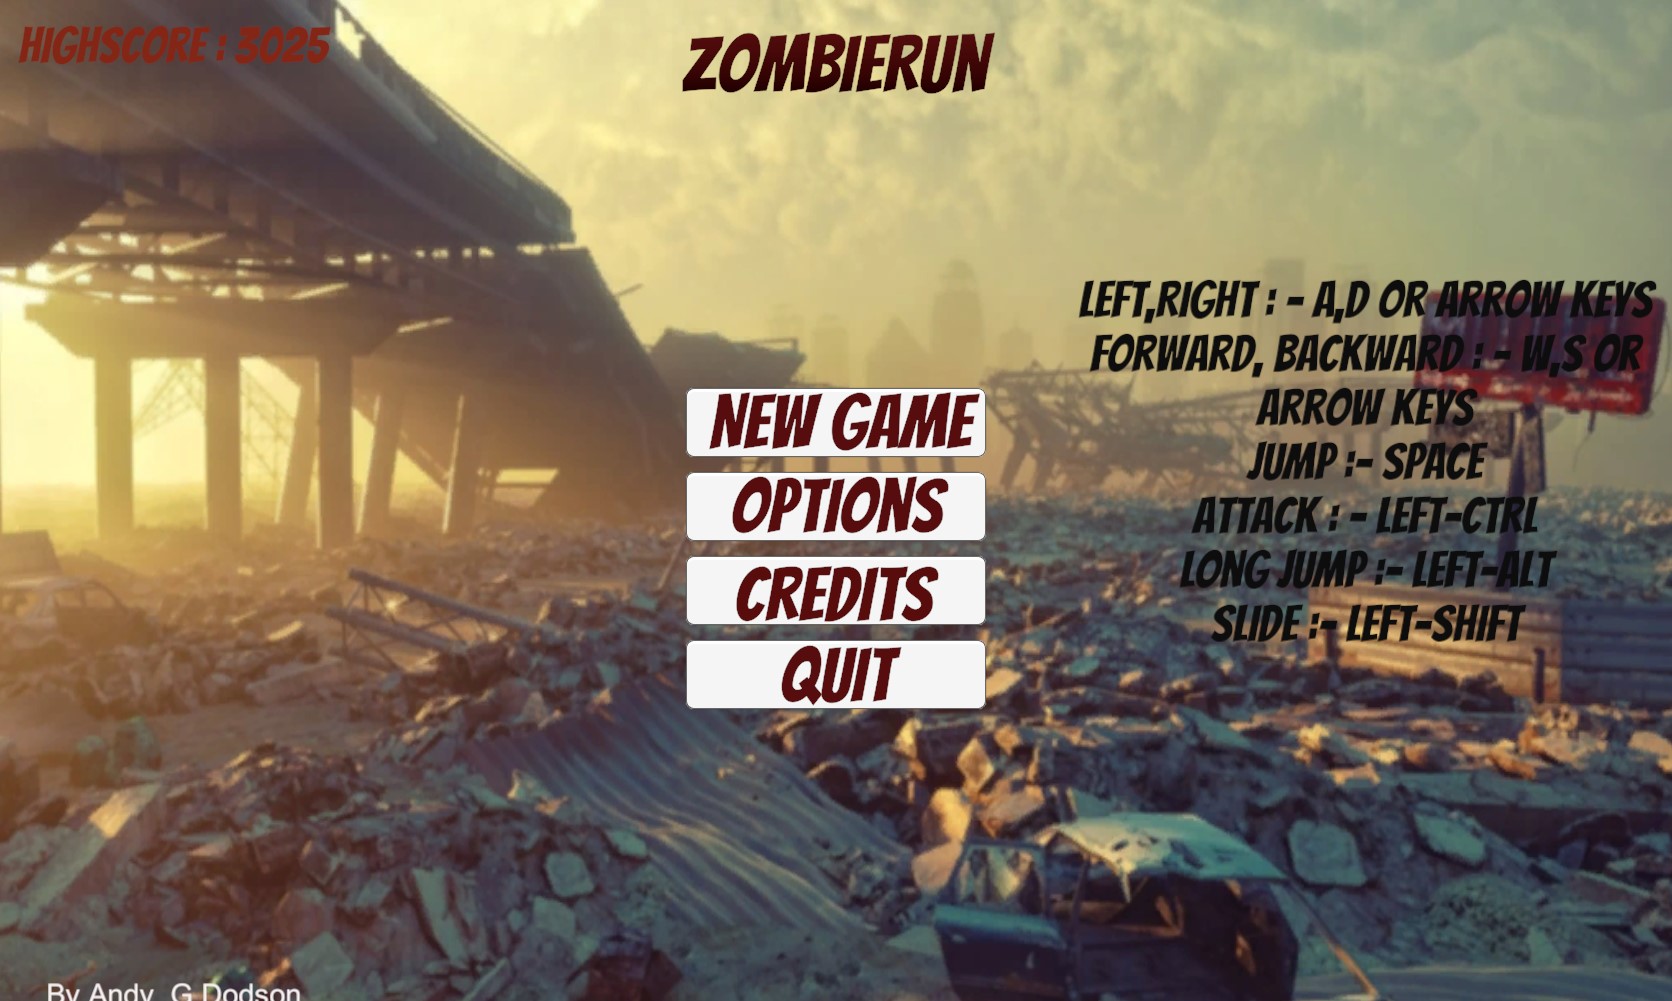 HIGHSCORE : 3025
ZOMBIERUN
NEW GAME
OPTIONS
CREDITS
QUIT
LEFT,RIGHT : - A,D OR ARROW KEYS
FORWARD, BACKWARD : - W,S OR
ARROW KEYS
JUMP :- SPACE
ATTACK : - LEFT-CTRL
LONG JUMP :- LEFT-ALT
SLIDE :- LEFT-SHIFT
By Andy G Dodson